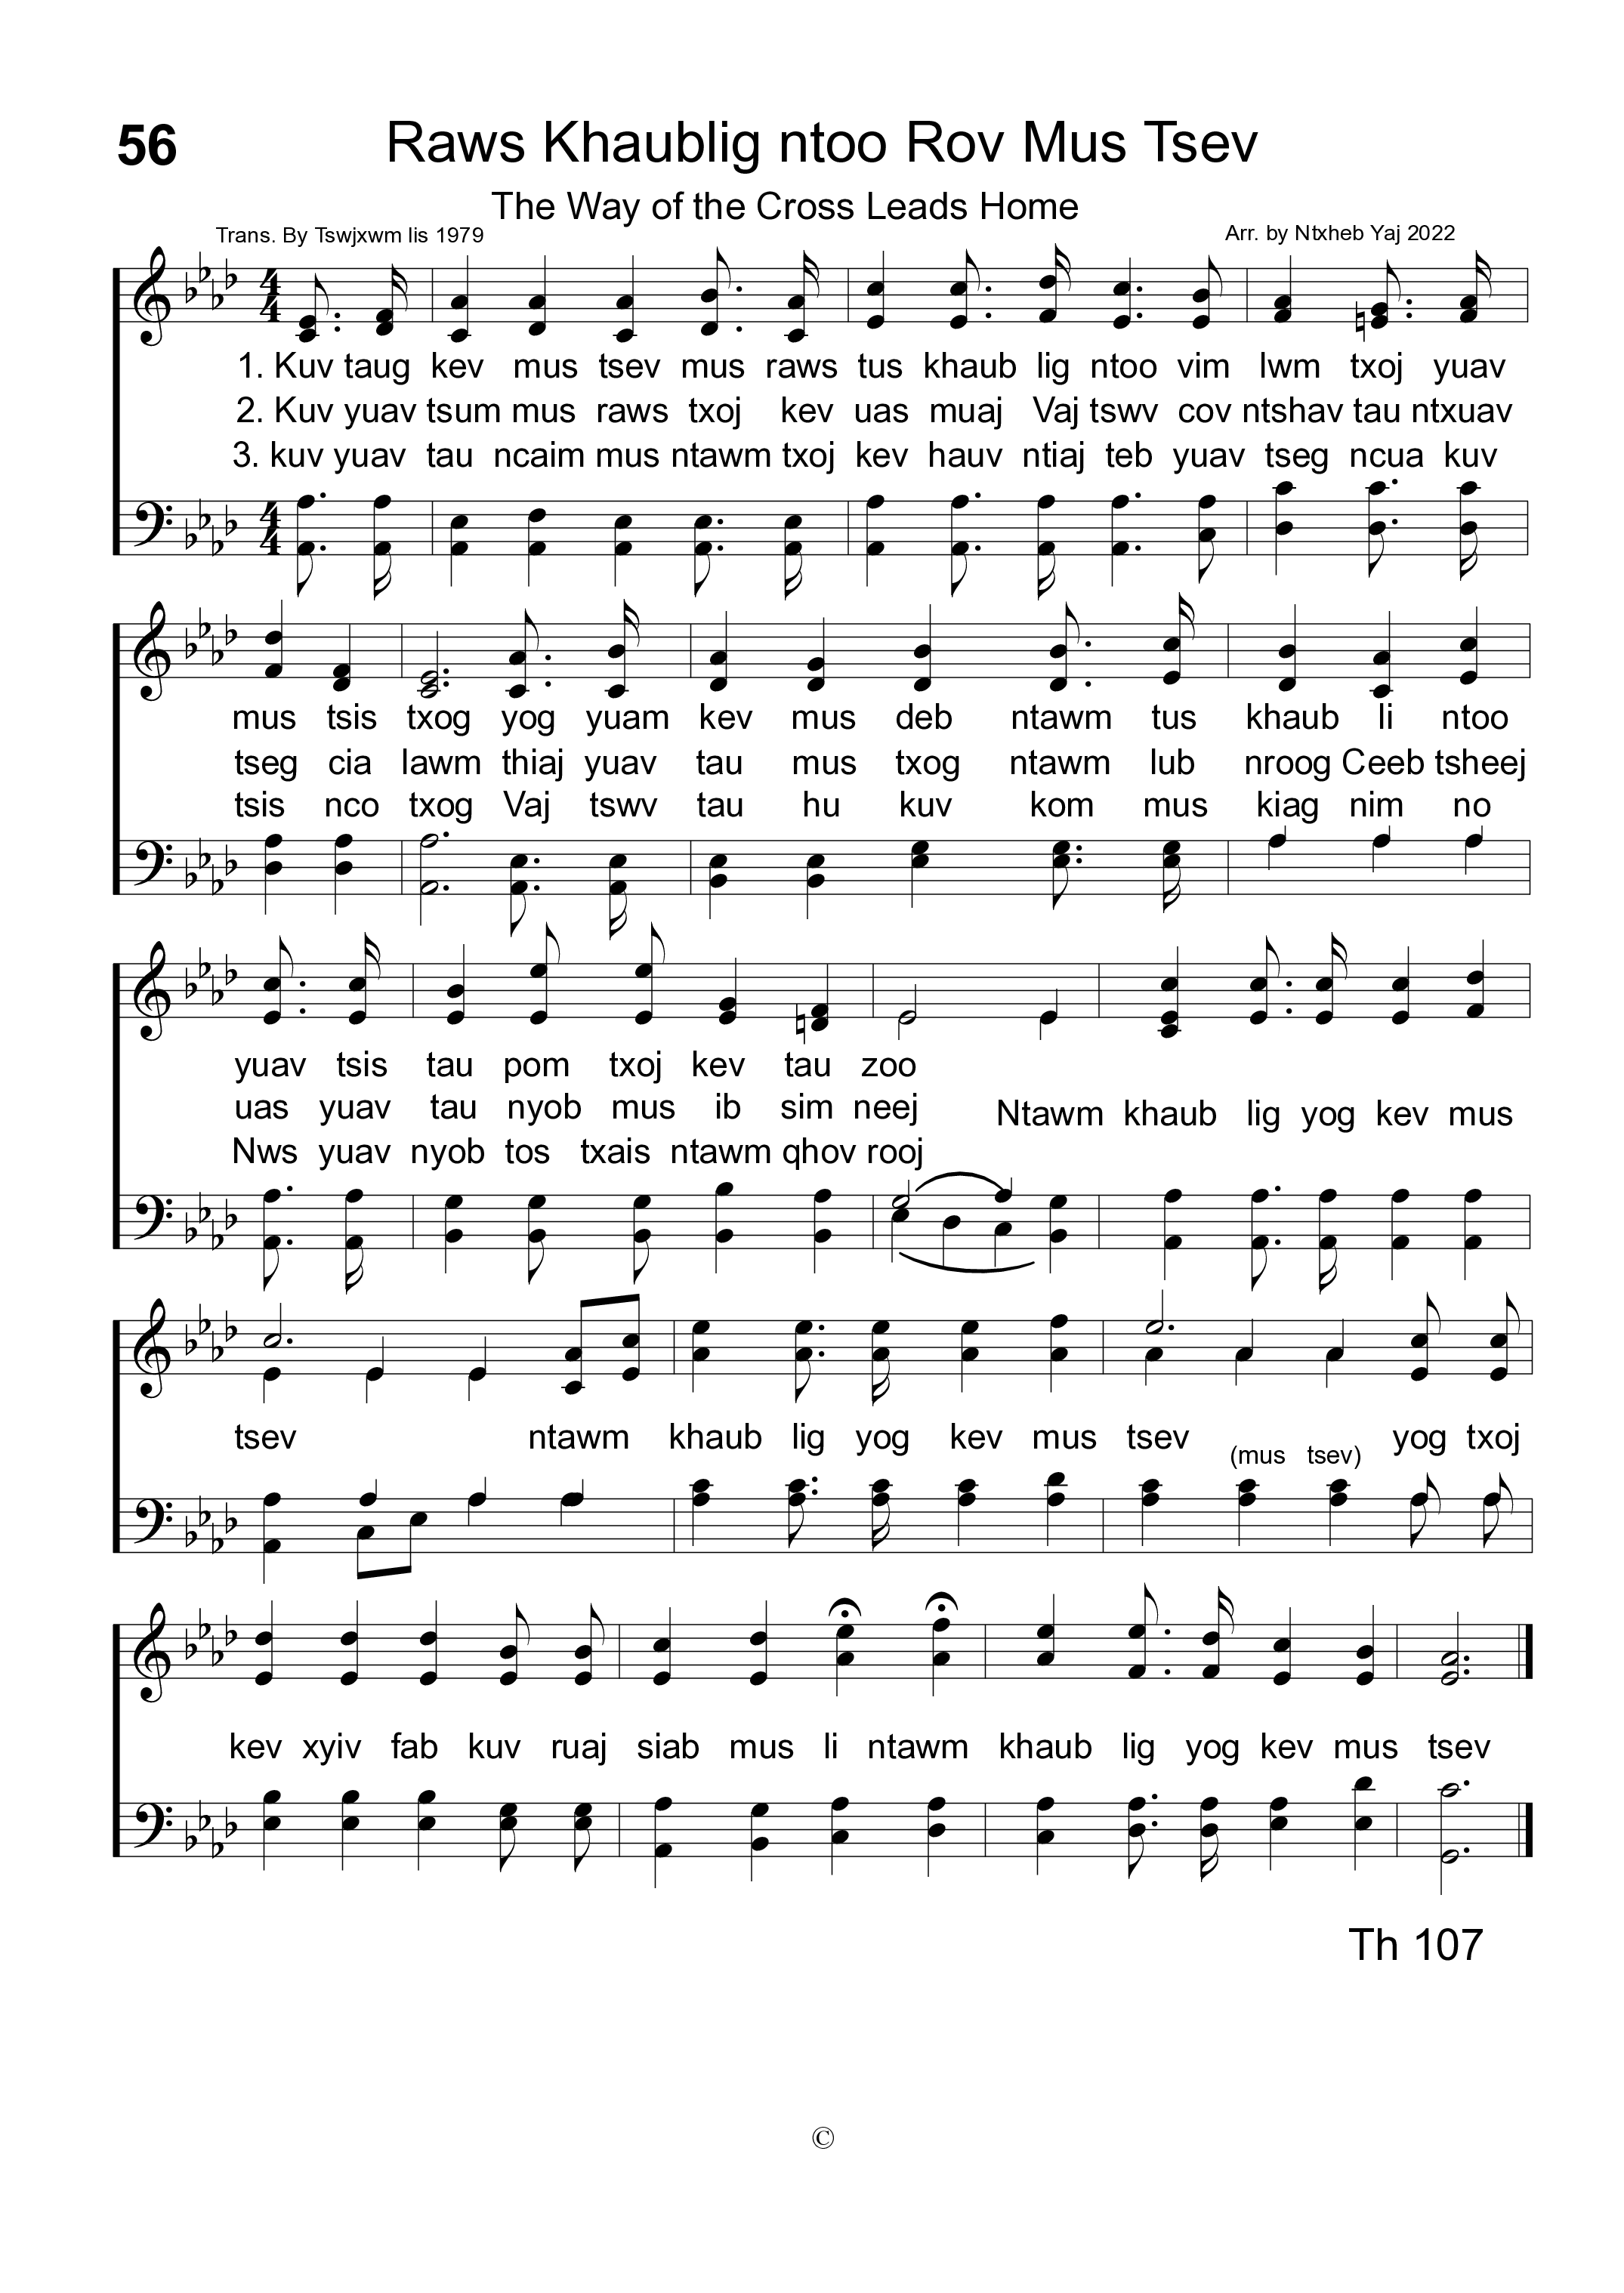 56
Raws Khaublig ntoo Rov Mus Tsev
The Way of the Cross Leads Home
Trans. By Tswjxwm lis 1979
Arr. by Ntxheb Yaj 2022
1. Kuv taug kev mus tsev mus raws tus khaub lig ntoo vim lwm txoj yuav
2. Kuv yuav tsum mus raws txoj kev uas muaj Vaj tswv cov ntshav tau ntxuav
3. kuv yuav tau ncaim mus ntawm txoj kev hauv ntiaj teb yuav tseg ncua kuv
mus tsis txog yog yuam kev mus deb ntawm tus khaub li ntoo
tseg cia lawm thiaj yuav tau mus txog ntawm lub nroog Ceeb tsheej
tsis nco txog Vaj tswv tau hu kuv kom mus kiag nim no
yuav tsis tau pom txoj kev tau zoo
uas yuav tau nyob mus ib sim neej
Ntawm khaub lig yog kev mus
Nws yuav nyob tos txais ntawm qhov rooj
tsev ntawm khaub lig yog kev mus tsev yog txoj
(mus tsev)
kev xyiv fab kuv ruaj siab mus li ntawm khaub lig yog kev mus tsev
Th 107
©